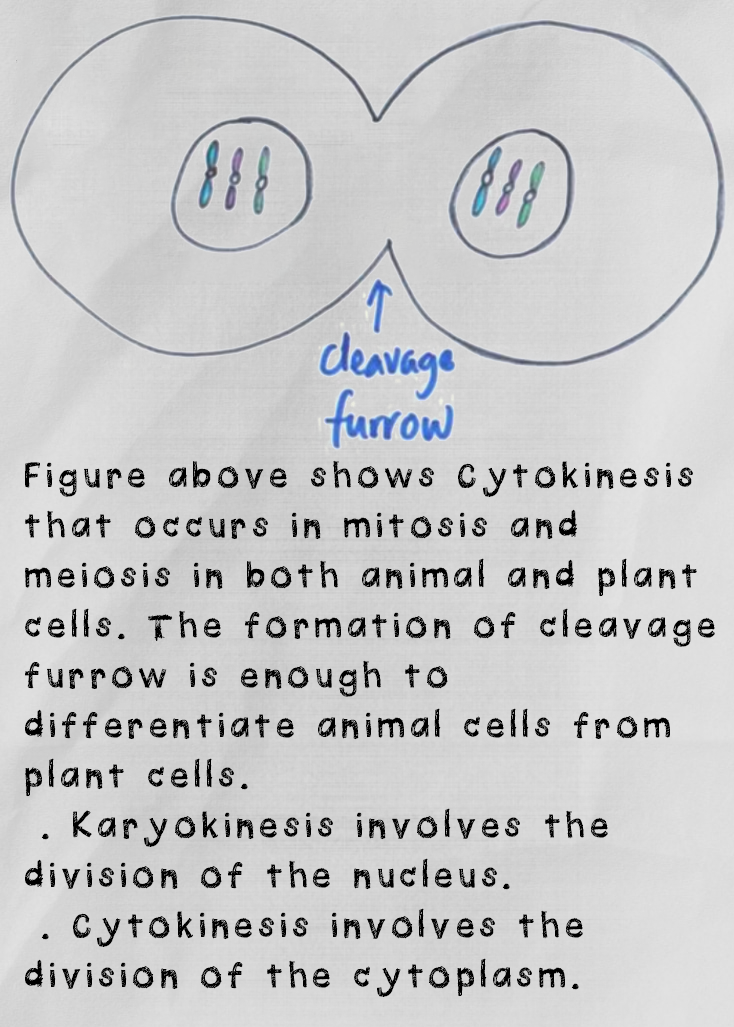 cleavage
furrow
Figure above shows Cytokinesis
that occurs in mitosis and
meiosis in both animal and plant
cells. The formation of cleavage
furrow is enough to
differentiate animal cells from
plant cells.
. Karyokinesis involves the
division of the nucleus.
. Cytokinesis involves the
division of the cytoplasm.